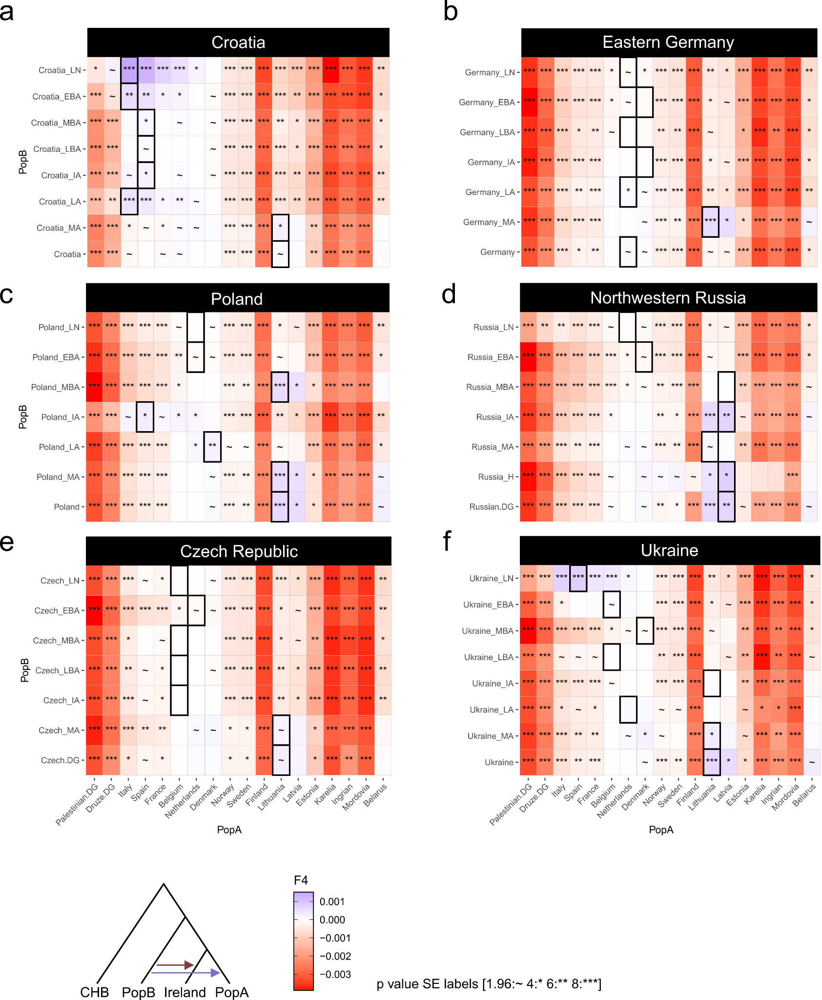 a
Croatia
PopB
Croatia_LN * ~ *** *** *** *** * *** *** *** *** *** *** *** *** *** **
Croatia_EBA *** ~ ** ** * * ~ *** *** *** *** ** *** *** *** *** *
Croatia_MBA *** *** * ~ ~ *** *** *** ** * *** *** *** *** *
Croatia_LBA *** *** ~ ~ *** *** *** *** * *** *** *** *** *
Croatia_IA *** *** ~ * ~ ~ *** *** *** *** ** *** *** *** *** **
Croatia_LA *** ** *** *** * ** ~ *** *** *** *** ** *** *** *** *** **
Croatia_MA *** *** * ~ * ~ ~ *** *** *** * ** *** *** ***
Croatia *** *** ~ ~ ~ *** *** *** ~ ** *** *** ***
b
Eastern Germany
Germany_LN *** *** *** *** *** * ~ * *** *** *** ** * *** *** *** *** **
Germany_EBA *** *** *** *** *** * ~ *** *** *** * ~ *** *** *** *** *
Germany_LBA *** *** *** * ** ~ ** ** *** ~ * *** ** *** *
Germany_IA *** *** *** *** *** *** *** *** * ~ *** *** *** *** *
Germany_LA *** *** *** ** *** * ~ *** *** *** ** * *** *** *** *** **
Germany_MA *** *** *** *** *** ~ *** ** *** *** * * *** *** *** ~
Germany *** *** *** * ** ~ ~ *** *** *** ~ ~ *** *** *** *** *
c
Poland
PopB
Poland_LN *** *** *** *** *** ~ ~ *** *** *** * ~ *** *** *** *** **
Poland_EBA *** *** *** *** *** ** ~ ~ *** *** *** ~ *** *** *** *** *
Poland_MBA *** *** *** *** *** * *** ** *** *** * * *** *** ***
Poland_IA *** *** ~ * ~ * * *** *** *** ** * *** *** *** *** **
Poland_LA *** *** *** *** *** * ** ~ ~ *** ~ *** *** *** *** *
Poland_MA *** *** *** *** *** ~ *** ** *** *** * * *** *** *** ~
Poland *** *** *** *** *** ~ *** ** *** *** * * *** *** *** ~
d
Northwestern Russia
Russia_LN *** ** ** *** *** ~ ~ *** *** *** * ~ *** *** *** *** *
Russia_EBA *** *** *** *** *** *** * ~ *** *** *** ~ *** *** *** *** *
Russia_MBA *** *** *** *** *** *** * ~ ** *** *** ** *** *** *** ~
Russia_IA *** *** *** *** *** * ** * *** *** ** ~ *** *** *** ~
Russia_MA *** *** *** ** *** ~ ~ *** ** *** ~ ** *** *** ***
Russia_H *** *** *** *** *** ~ ~ ~ ~ ~ * * ***
Russian.DG *** *** *** *** *** ~ ~ ** * *** *** ** ~ *** *** *** ~
e
Czech Republic
PopB
Czech_LN *** *** *** ~ * ~ *** *** *** *** * *** *** *** *** **
Czech_EBA *** *** *** *** *** * ~ ~ *** *** *** * ~ *** *** *** *** **
Czech_MBA *** *** * ~ *** *** *** * ~ ** *** *** *** *
Czech_LBA *** *** ** ~ * ~ *** *** *** ** * *** *** *** *** **
Czech_IA *** *** *** ~ * *** *** *** ** * *** *** *** *** **
Czech_MA *** *** *** ** ** ~ ~ * * *** ~ * *** *** ***
Czech.DG *** *** * ~ * * * *** ~ * *** ** ***
Palestinian.DG Druze.DG Italy Spain France Belgium Netherlands Denmark Norway Sweden Finland Lithuania Latvia Estonia Karelia Ingrian Mordovia Belarus
PopA
f
Ukraine
Ukraine_LN *** *** *** *** *** *** * *** *** *** ** * *** *** *** *** *
Ukraine_EBA *** *** * ~ *** *** *** * ~ *** *** *** *** *
Ukraine_MBA *** *** *** *** *** * ~ ~ *** *** *** ~ ** *** ** *** *
Ukraine_LBA *** *** ~ ~ ~ ** *** *** ~ ** *** ** *** ~
Ukraine_IA *** *** *** *** *** ~ *** *** *** ** *** *** ***
Ukraine_LA *** *** * ~ * ~ ~ *** ~ * * ***
Ukraine_MA *** *** *** ** ** ~ * ~ *** * ~ *** ** ***
Ukraine *** *** *** ** *** ~ *** ** *** *** * * *** *** *** ~
Palestinian.DG Druze.DG Italy Spain France Belgium Netherlands Denmark Norway Sweden Finland Lithuania Latvia Estonia Karelia Ingrian Mordovia Belarus
PopA
CHB PopB Ireland PopA
F4
0.001
0.000
−0.001
−0.002
−0.003
p value SE labels [1.96:~ 4:* 6:** 8:***]